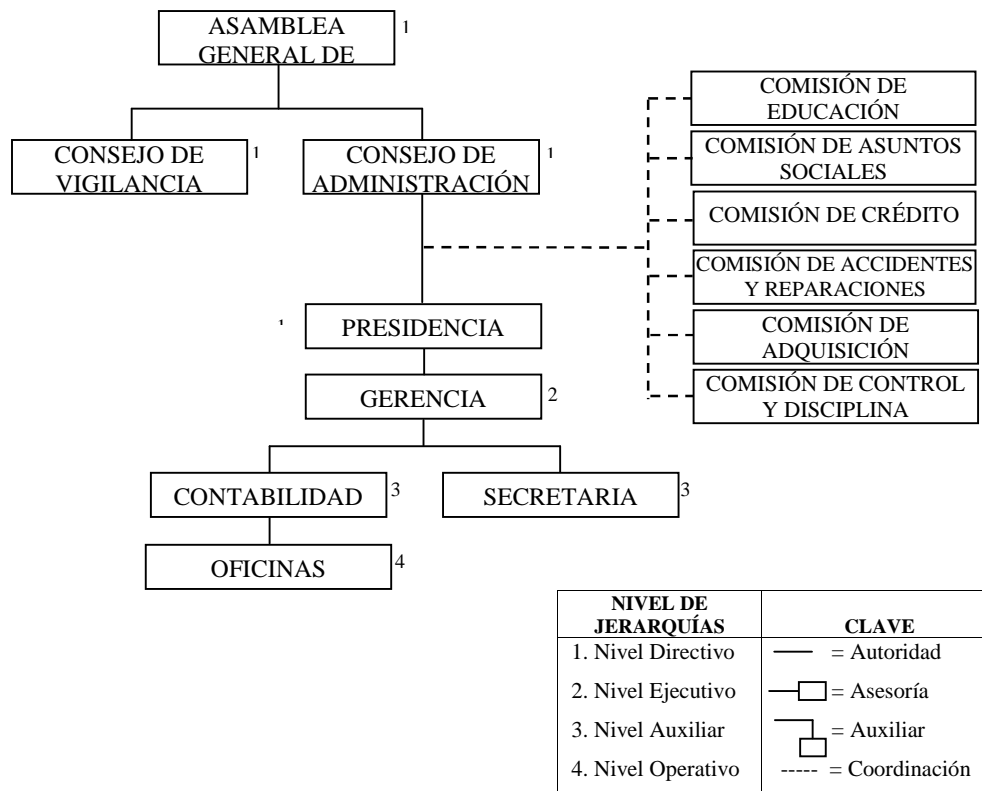 ASAMBLEA
GENERAL DE
1
CONSEJO DE
VIGILANCIA
1
CONSEJO DE
ADMINISTRACIÓN
1
COMISIÓN DE
EDUCACIÓN
COMISIÓN DE ASUNTOS
SOCIALES
COMISIÓN DE CRÉDITO
COMISIÓN DE ACCIDENTES
Y REPARACIONES
COMISIÓN DE
ADQUISICIÓN
COMISIÓN DE CONTROL
Y DISCIPLINA
1
PRESIDENCIA
GERENCIA
2
CONTABILIDAD
3
SECRETARIA
3
OFICINAS
4
NIVEL DE
JERARQUÍAS
CLAVE
1. Nivel Directivo
= Autoridad
2. Nivel Ejecutivo
= Asesoría
3. Nivel Auxiliar
= Auxiliar
4. Nivel Operativo
----- = Coordinación